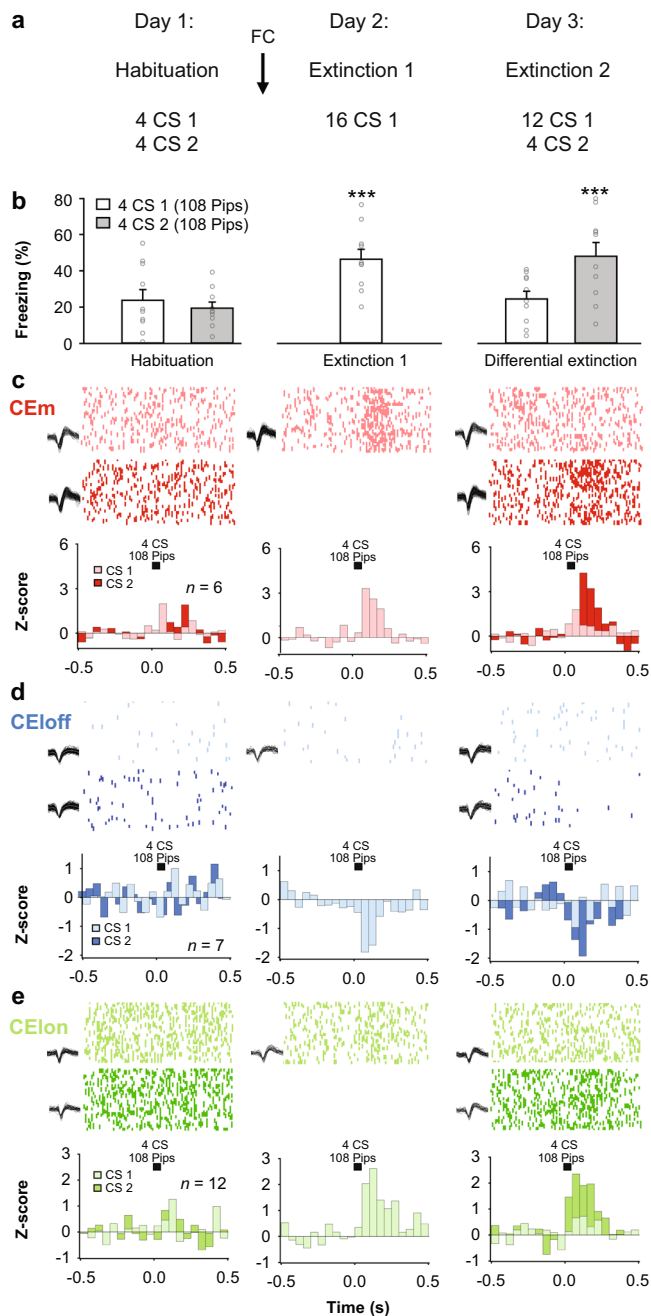 a
Day 1: Day 2: Day 3:
FC
Habituation Extinction 1 Extinction 2
4 CS 1 16 CS 1 12 CS 1
4 CS 2 4 CS 2
b
80
60
40
20
0
Freezing (%)
4 CS 1 (108 Pips)
4 CS 2 (108 Pips)
*** ***
Habituation Extinction 1 Differential extinction
c
CEm
4 CS 4 CS 4 CS
108 Pips 108 Pips 108 Pips
6 6 6
CS 1
CS 2
n = 6
3 3 3
0 0 0
Z-score
-0.5 0.0 0.5 -0.5 0.0 0.5 -0.5 0.0 0.5
d
CEloff
4 CS 4 CS 4 CS
108 Pips 108 Pips 108 Pips
1 1 1
0 0 0
-1 -1 -1
-2 -2 -2
Z-score
CS 1
CS 2
n = 7
-0.5 0.0 0.5 -0.5 0.0 0.5 -0.5 0.0 0.5
e
CElon
4 CS 4 CS 4 CS
108 Pips 108 Pips 108 Pips
3 3 3
CS 1
CS 2
n = 12
2 2 2
1 1 1
0 0 0
-1 -1 -1
Z-score
-0.5 0.0 0.5 -0.5 0.0 0.5 -0.5 0.0 0.5
Time (s)